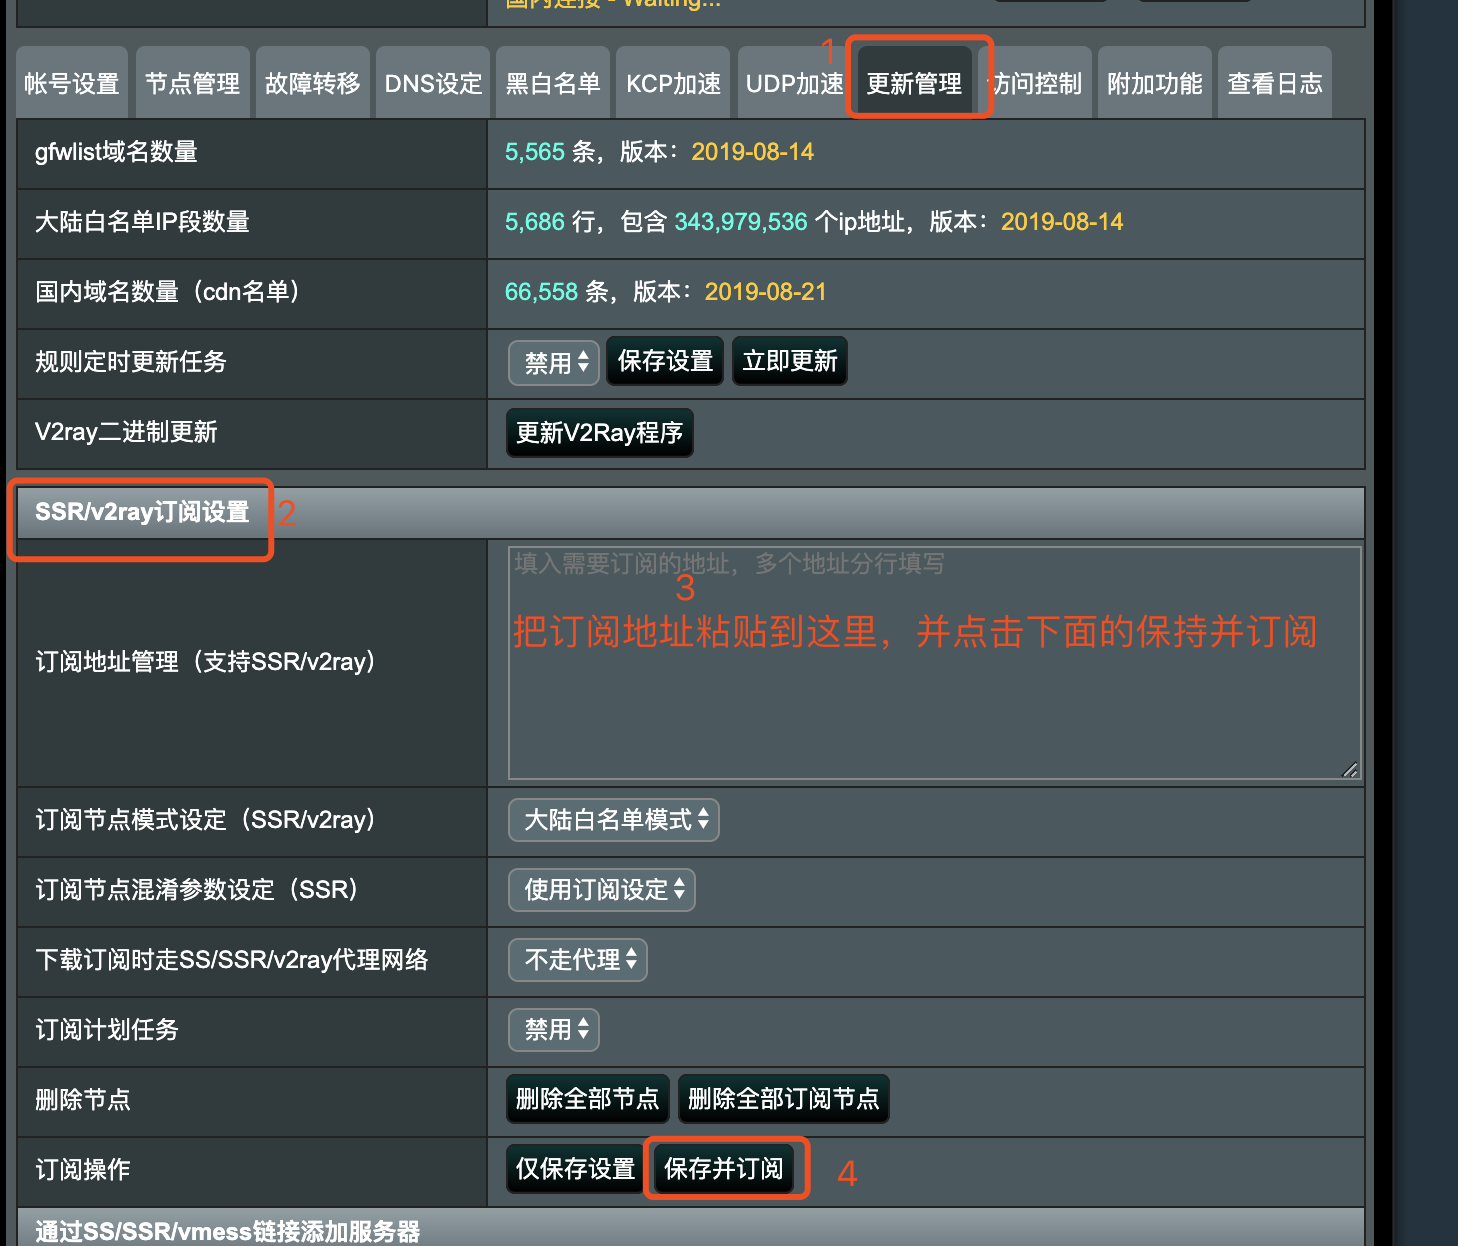 国内连接 - Waiting...
1
帐号设置 节点管理 故障转移 DNS设定 黑白名单 KCP加速 UDP加速 更新管理 访问控制 附加功能 查看日志
gfwlist域名数量 5,565 条，版本：2019-08-14
大陆白名单IP段数量 5,686 行，包含 343,979,536 个ip地址，版本：2019-08-14
国内域名数量（cdn名单） 66,558 条，版本：2019-08-21
规则定时更新任务 禁用 保存设置 立即更新
V2ray二进制更新 更新V2Ray程序
SSR/v2ray订阅设置 2
填入需要订阅的地址，多个地址分行填写
3
把订阅地址粘贴到这里，并点击下面的保持并订阅
订阅地址管理（支持SSR/v2ray）
订阅节点模式设定（SSR/v2ray） 大陆白名单模式
订阅节点混淆参数设定（SSR） 使用订阅设定
下载订阅时走SS/SSR/v2ray代理网络 不走代理
订阅计划任务 禁用
删除节点 删除全部节点 删除全部订阅节点
订阅操作 仅保存设置 保存并订阅 4
通过SS/SSR/vmess链接添加服务器